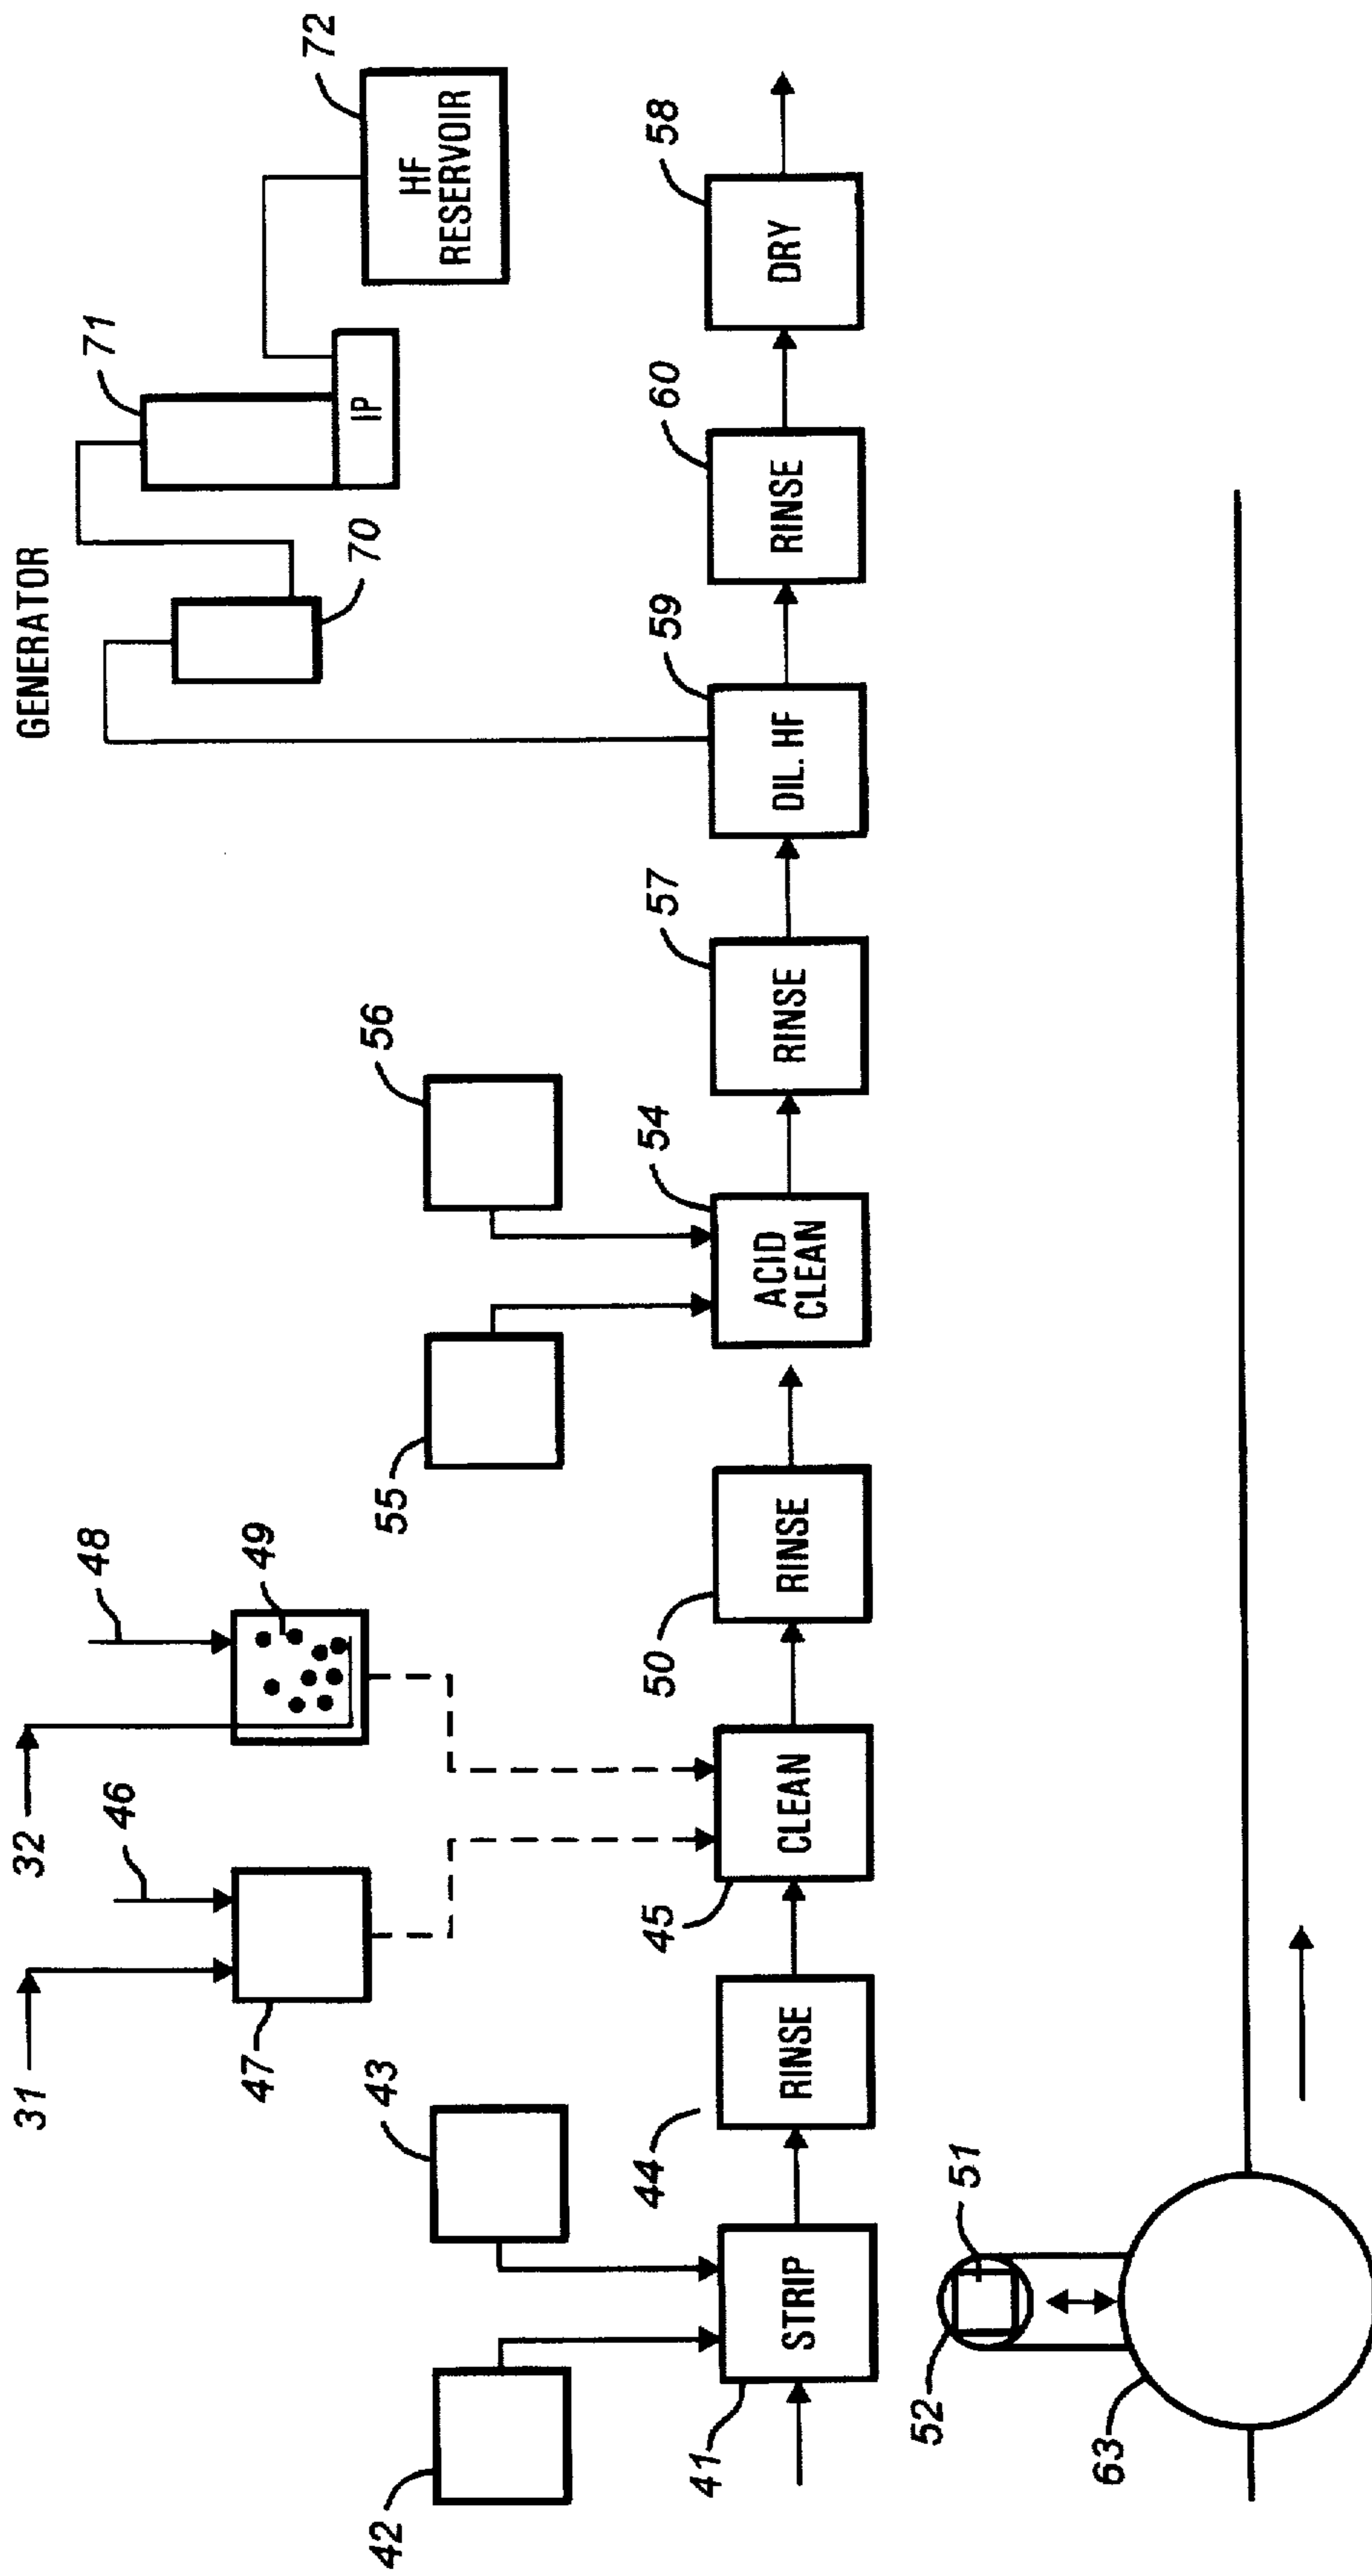 GENERATOR
72
71
HF
RESERVOIR
IP
70
32
48
31
46
49
47
56
55
43
42
58
60
59
57
54
DRY
RINSE
DIL. HF
RINSE
ACID
CLEAN
RINSE
CLEAN
RINSE
STRIP
50
45
44
41
52
51
63